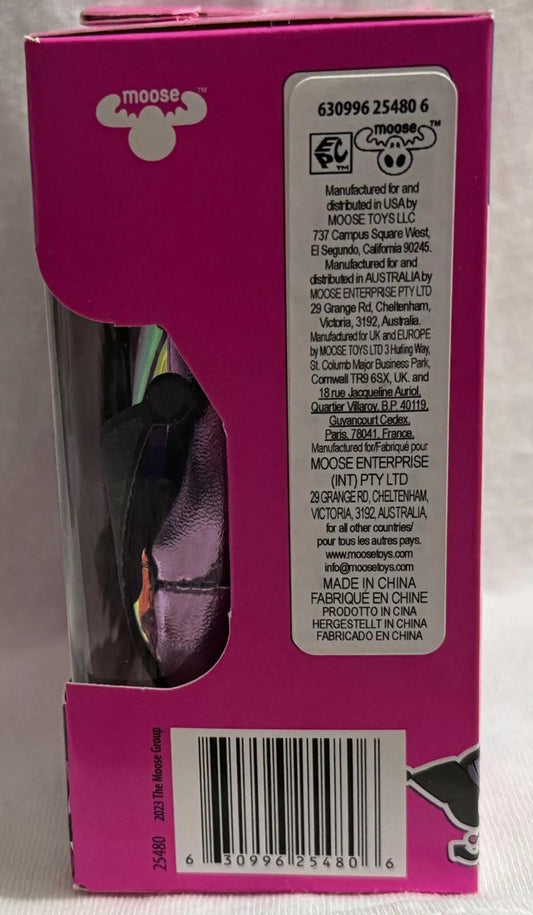 moose™
630996 25480 6
EPC™
moose™
Manufactured for and
distributed in USA by
MOOSE TOYS LLC
737 Campus Square West,
El Segundo, California 90245.
Manufactured for and
distributed in AUSTRALIA by
MOOSE ENTERPRISE PTY LTD
29 Grange Rd, Cheltenham,
Victoria, 3192, Australia.
Manufactured for UK and EUROPE
by MOOSE TOYS LTD 3 Hurling Way,
St. Columb Major Business Park,
Cornwall TR9 6SX, UK. and
18 rue Jacqueline Auriol,
Quartier Villaroy, B.P. 40119,
Guyancourt Cedex,
Paris, 78041, France.
Manufactured for/Fabriqué pour
MOOSE ENTERPRISE
(INT) PTY LTD
29 GRANGE RD, CHELTENHAM,
VICTORIA, 3192, AUSTRALIA,
for all other countries/
pour tous les autres pays.
www.moosetoys.com
info@moosetoys.com
MADE IN CHINA
FABRIQUÉ EN CHINE
PRODOTTO IN CINA
HERGESTELLT IN CHINA
FABRICADO EN CHINA
25480 2023 The Moose Group
6 30996 25480 6